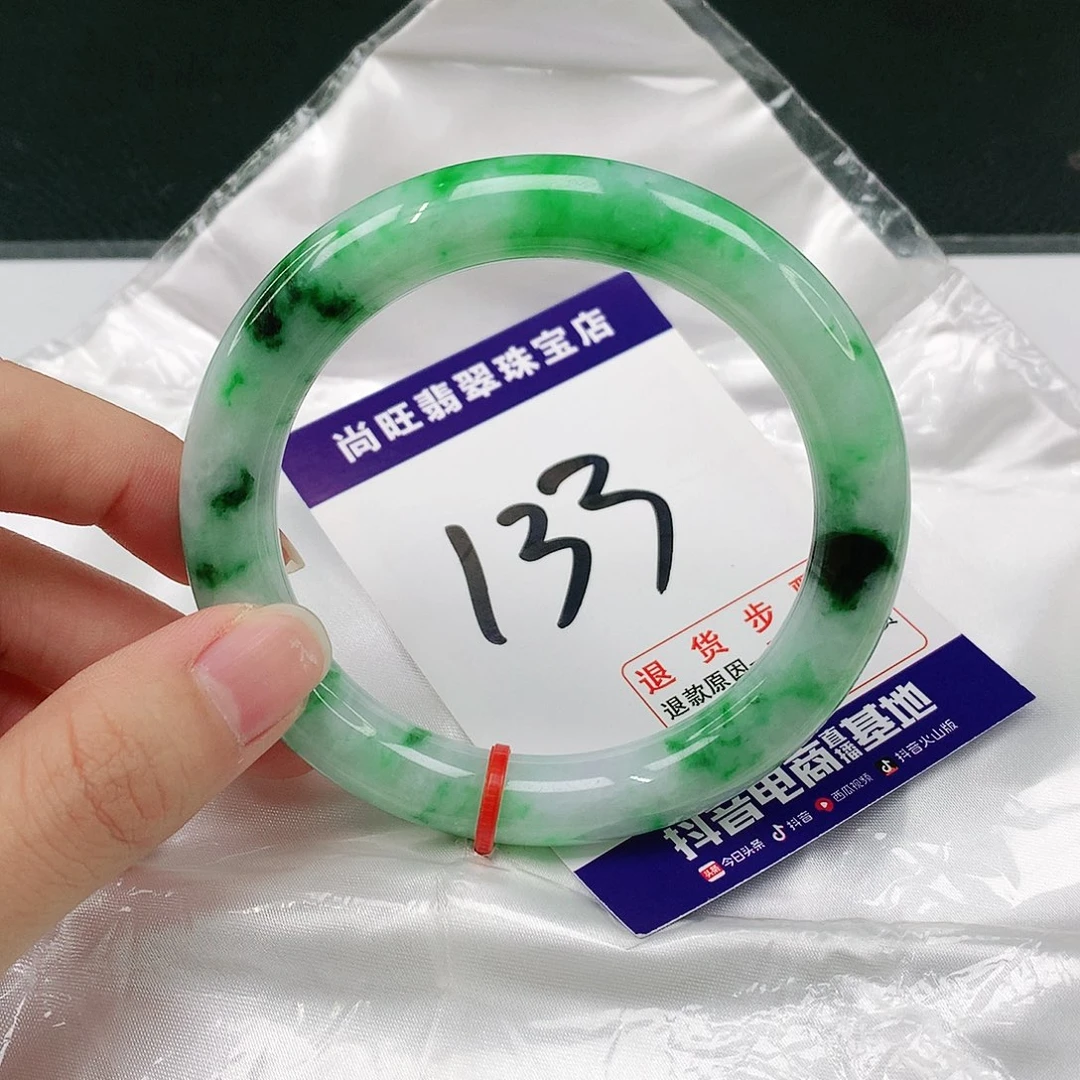 尚旺翡翠珠宝店
133
退货步
退款原因
抖音电商直播基地
头条 今日头条 抖音 西瓜视频 抖音火山版